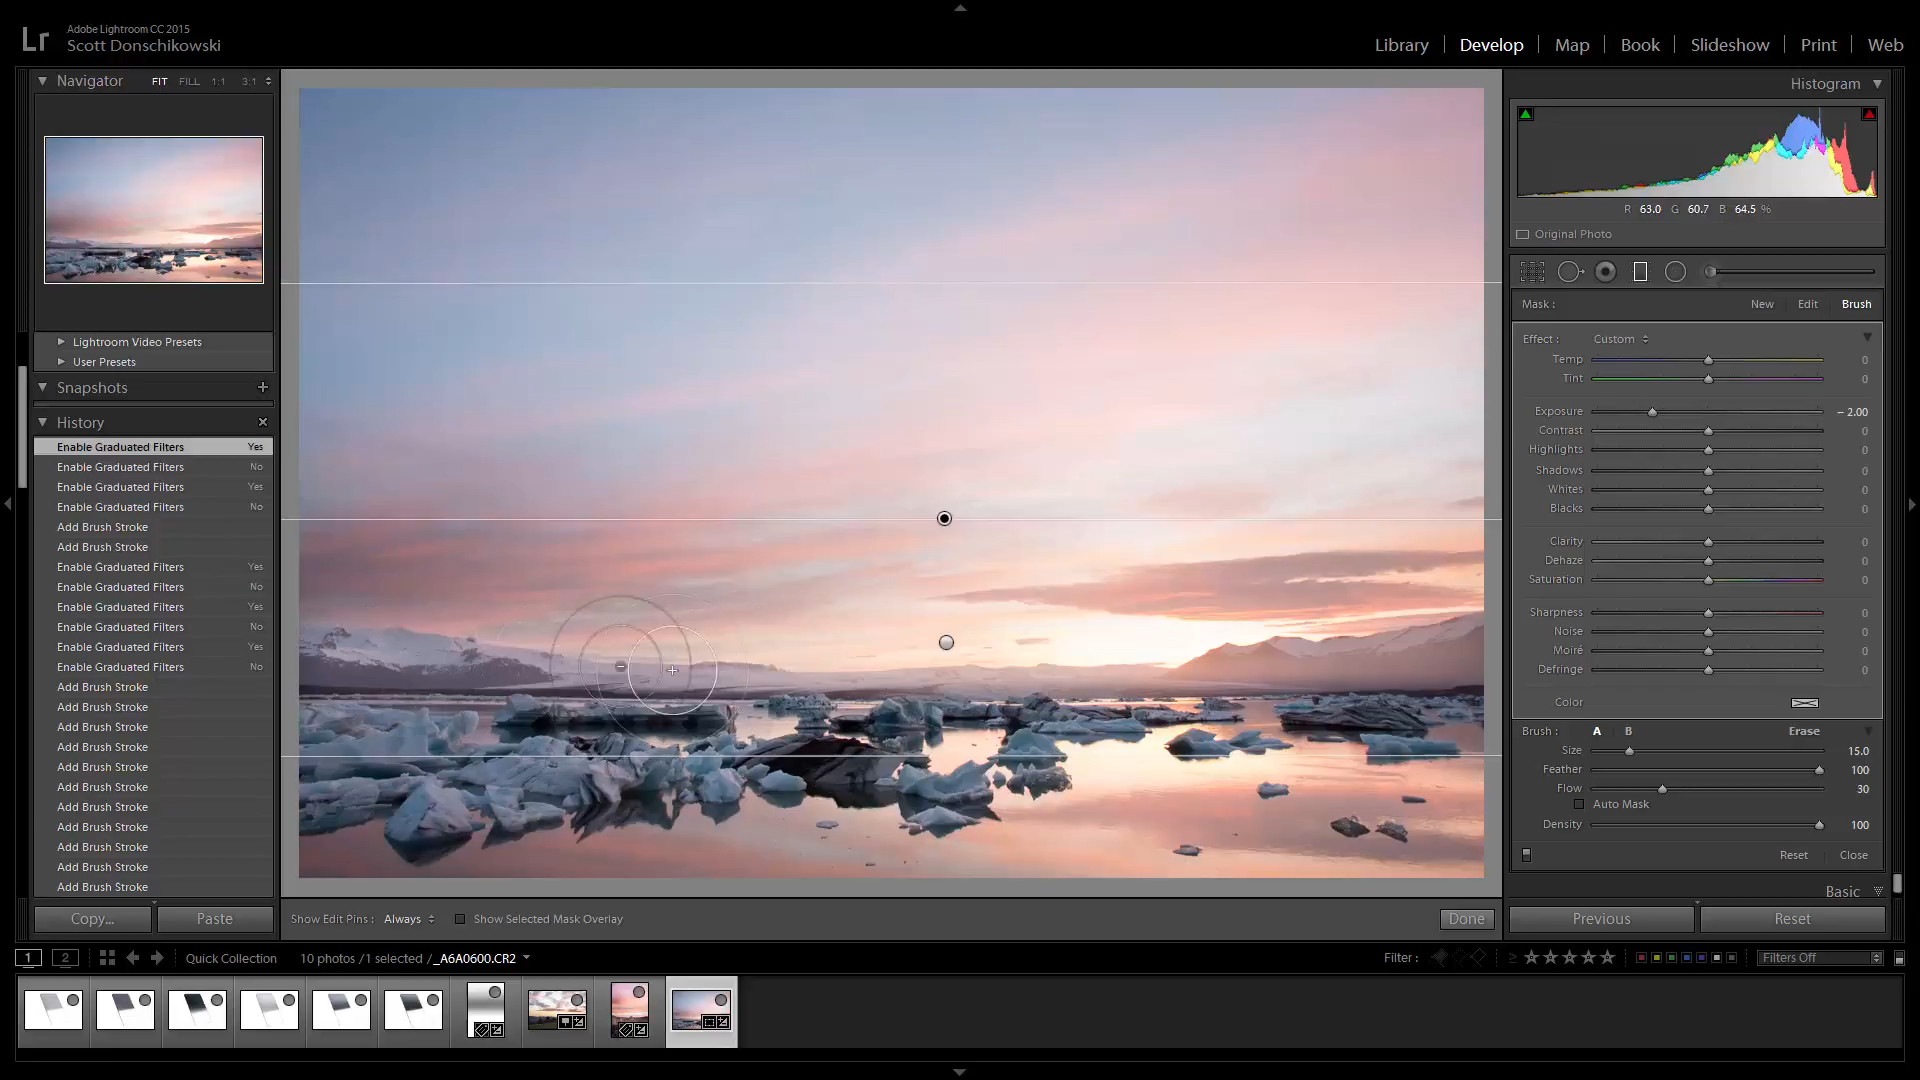 Lr
Adobe Lightroom CC 2015
Scott Donschikowski
Library | Develop | Map | Book | Slideshow | Print | Web
Navigator FIT FILL 1:1 3:1
Lightroom Video Presets
User Presets
Snapshots +
History
Enable Graduated Filters Yes
Enable Graduated Filters No
Enable Graduated Filters Yes
Enable Graduated Filters No
Add Brush Stroke
Add Brush Stroke
Enable Graduated Filters Yes
Enable Graduated Filters No
Enable Graduated Filters Yes
Enable Graduated Filters No
Enable Graduated Filters Yes
Enable Graduated Filters No
Add Brush Stroke
Add Brush Stroke
Add Brush Stroke
Add Brush Stroke
Add Brush Stroke
Add Brush Stroke
Add Brush Stroke
Add Brush Stroke
Add Brush Stroke
Add Brush Stroke
Add Brush Stroke
Copy... Paste
Show Edit Pins : Always Show Selected Mask Overlay Done
Histogram
R 63.0 G 60.7 B 64.5 %
Original Photo
Mask : New Edit Brush
Effect : Custom
Temp 0
Tint 0
Exposure – 2.00
Contrast 0
Highlights 0
Shadows 0
Whites 0
Blacks 0
Clarity 0
Dehaze 0
Saturation 0
Sharpness 0
Noise 0
Moiré 0
Defringe 0
Color
Brush : A B Erase
Size 15.0
Feather 100
Flow 30
Auto Mask
Density 100
Reset Close
Basic
Previous Reset
1 2 Quick Collection 10 photos /1 selected /_A6A0600.CR2 Filter : ≥ Filters Off